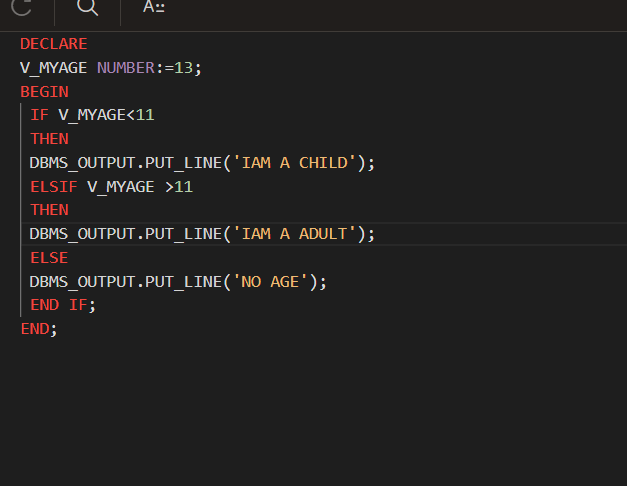 A
DECLARE
V_MYAGE NUMBER:=13;
BEGIN
IF V_MYAGE<11
THEN
DBMS_OUTPUT.PUT_LINE('IAM A CHILD');
ELSIF V_MYAGE >11
THEN
DBMS_OUTPUT.PUT_LINE('IAM A ADULT');
ELSE
DBMS_OUTPUT.PUT_LINE('NO AGE');
END IF;
END;